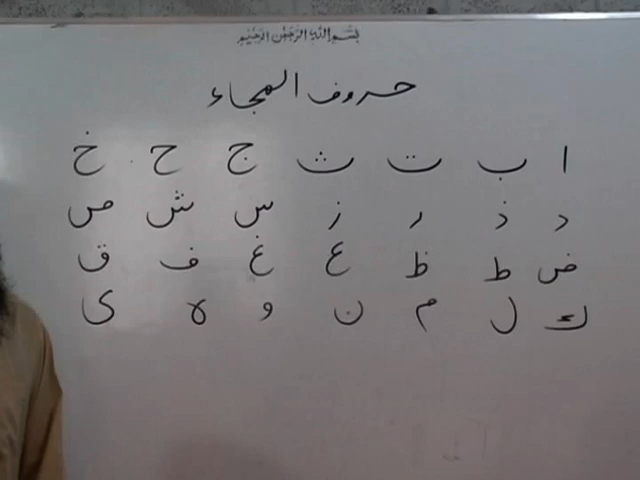 بسم الله الرحمن الرحيم
حروف الهجاء
ا ب ت ث ج ح خ
د ذ ر ز س ش ص
ض ط ظ ع غ ف ق
ك ل م ن و ه ى